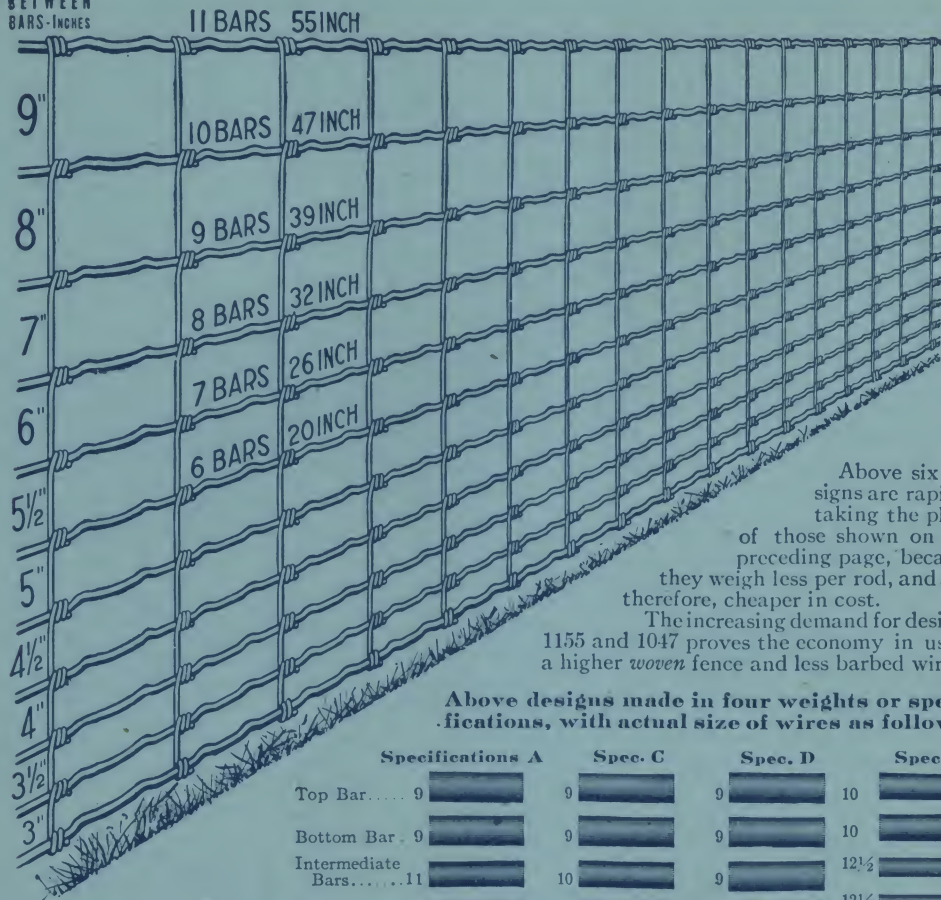 BETWEEN
BARS-INCHES
11 BARS 55 INCH
9"
10 BARS 47 INCH
8"
9 BARS 39 INCH
7"
8 BARS 32 INCH
6"
7 BARS 26 INCH
5½"
6 BARS 20 INCH
5"
4½"
4"
3½"
3"
Above six
signs are rap
taking the pl
of those shown on
preceding page, beca
they weigh less per rod, and
therefore, cheaper in cost.
The increasing demand for desi
1155 and 1047 proves the economy in us
a higher woven fence and less barbed wir
Above designs made in four weights or spe
fications, with actual size of wires as follow
Specifications A Spec. C Spec. D Spec
Top Bar..... 9 9 9 10
Bottom Bar. 9 9 9 10
Intermediate
Bars......11 10 9 12½
12½